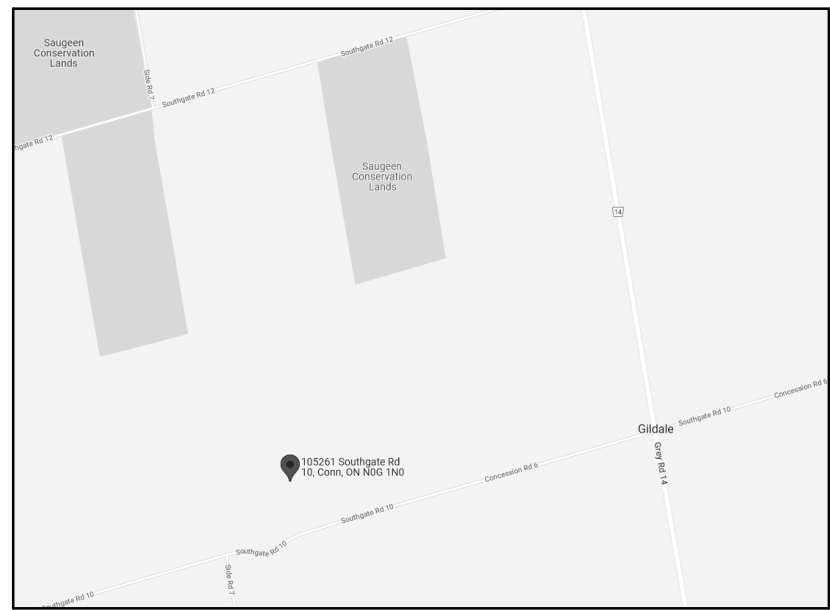 Saugeen
Conservation
Lands
Side Rd 7
Southgate Rd 12
Southgate Rd 12
hgate Rd 12
Saugeen
Conservation
Lands
14
Concession Rd 6
Southgate Rd 10
Gildale
Grey Rd 14
105261 Southgate Rd
10, Conn, ON N0G 1N0
Concession Rd 6
Southgate Rd 10
Southgate Rd 10
Side Rd 7
outhgate Rd 10